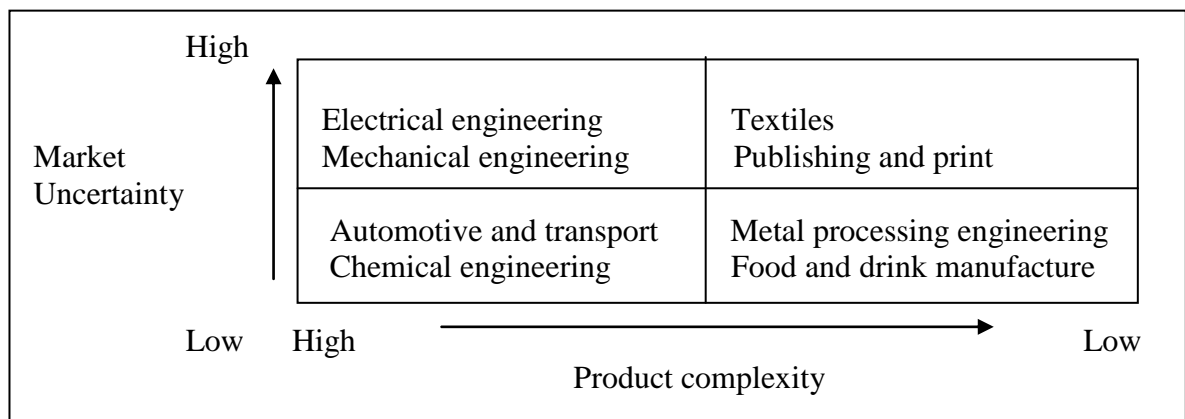 High
Electrical engineering
Mechanical engineering
Textiles
Publishing and print
Market
Uncertainty
Automotive and transport
Chemical engineering
Metal processing engineering
Food and drink manufacture
Low
High
Low
Product complexity